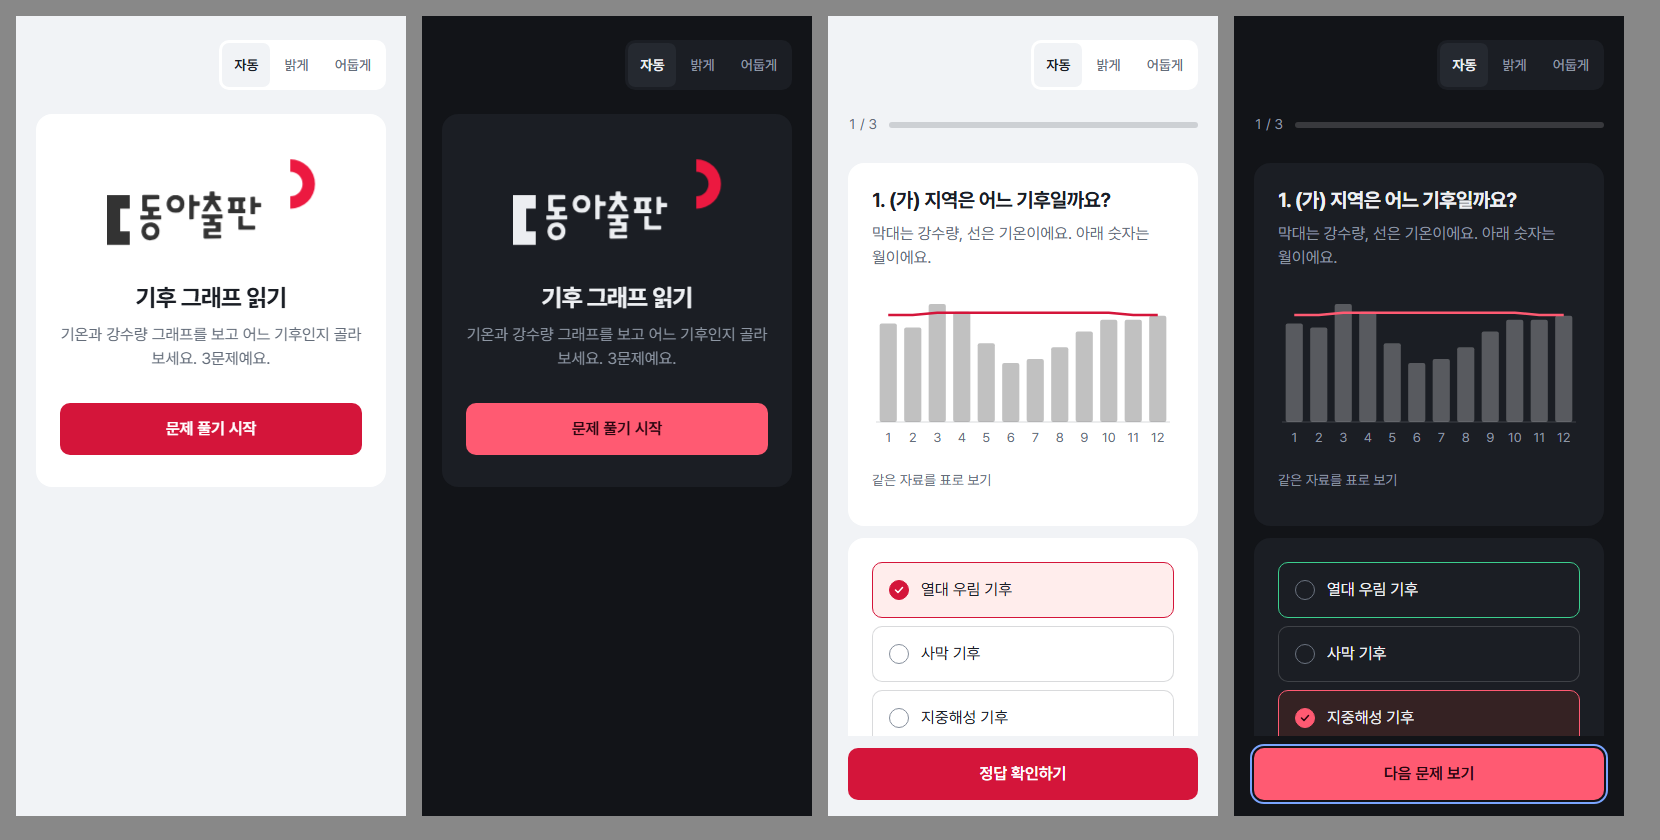 자동 밝게 어둡게
동아출판
기후 그래프 읽기
기온과 강수량 그래프를 보고 어느 기후인지 골라
보세요. 3문제예요.
문제 풀기 시작
자동 밝게 어둡게
동아출판
기후 그래프 읽기
기온과 강수량 그래프를 보고 어느 기후인지 골라
보세요. 3문제예요.
문제 풀기 시작
자동 밝게 어둡게
1 / 3
1. (가) 지역은 어느 기후일까요?
막대는 강수량, 선은 기온이에요. 아래 숫자는
월이에요.
1 2 3 4 5 6 7 8 9 10 11 12
같은 자료를 표로 보기
열대 우림 기후
사막 기후
지중해성 기후
정답 확인하기
자동 밝게 어둡게
1 / 3
1. (가) 지역은 어느 기후일까요?
막대는 강수량, 선은 기온이에요. 아래 숫자는
월이에요.
1 2 3 4 5 6 7 8 9 10 11 12
같은 자료를 표로 보기
열대 우림 기후
사막 기후
지중해성 기후
다음 문제 보기